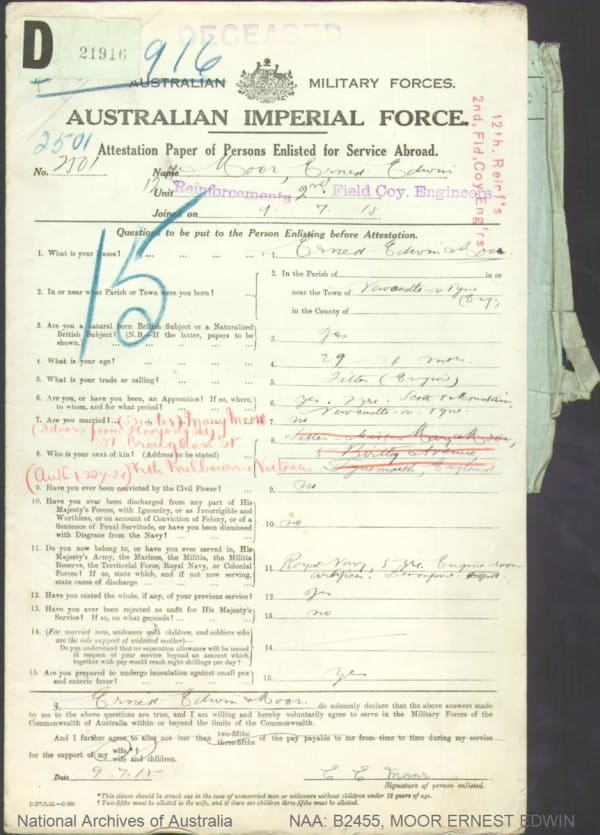 DECEASED
D
21916
916
AUSTRALIAN MILITARY FORCES.
AUSTRALIAN IMPERIAL FORCE.
12th. Reinf's
2nd, Fld, Coy, Eng'rs
2501
Attestation Paper of Persons Enlisted for Service Abroad.
No. 2501 Name Moor, Ernest Edwin
12th Unit Reinforcements 2nd Field Coy. Engineers
Joined on 9.7.15
15
Questions to be put to the Person Enlisting before Attestation.
1. What is your Name? ... 1. Ernest Edwin Moor.
2. In or near what Parish or Town were you born? ... 2. In the Parish of in or
near the Town of Newcastle-n-Tyne
in the County of (Eng)
3. Are you a natural born British Subject or a Naturalized
British Subject? (N.B.—If the latter, papers to be
shown.) ... 3. Yes
4. What is your age? ... 4. 29 1 mon.
5. What is your trade or calling? ... 5. Fitter (Engine)
6. Are you, or have you been, an Apprentice? If so, where,
to whom, and for what period? ... 6. yes, 7 yrs. Scott & Mountain.
Newcastle-n-Tyne.
7. Are you married? ... 7. no
(Sister) Mary
(3 doors from
St
8. Who is your next of kin? (Address to be stated) 8. Sister
Tynemouth, England
Nth Melbourne Victoria
9. Have you ever been convicted by the Civil Power? ... 9. No
10. Have you ever been discharged from any part of His
Majesty's Forces, with Ignominy, or as Incorrigible and
Worthless, or on account of Conviction of Felony, or of a
Sentence of Penal Servitude, or have you been dismissed
with Disgrace from the Navy? ... 10. no
11. Do you now belong to, or have you ever served in, His
Majesty's Army, the Marines, the Militia, the Militia
Reserve, the Territorial Force, Royal Navy, or Colonial
Forces? If so, state which, and if not now serving,
state cause of discharge ... 11. Royal Navy, 5 yrs. Engine room
artificer. Devonport
12. Have you stated the whole, if any, of your previous service? 12. yes
13. Have you ever been rejected as unfit for His Majesty's
Service? If so, on what grounds? ... 13. no
14. (For married men, widowers with children, and soldiers who
are the sole support of widowed mother)—
Do you understand that no separation allowance will be issued
in respect of your service beyond an amount which
together with pay would reach eight shillings per day? 14.
15. Are you prepared to undergo inoculation against small pox
and enteric fever? ... 15. Yes
I, Ernest Edwin Moor. do solemnly declare that the above answers made
by me to the above questions are true, and I am willing and hereby voluntarily agree to serve in the Military Forces of the
Commonwealth of Australia within or beyond the limits of the Commonwealth.
And I further agree to allot not less than two-fifths three-fifths of the pay payable to me from time to time during my service
for the support of my wife wife and children.
Date 9.7.15 E E Moor
Signature of person enlisted.
*This clause should be struck out in the case of unmarried men or widowers without children under 18 years of age.
† Two-fifths must be allotted to the wife, and if there are children three-fifths must be allotted.
National Archives of Australia NAA: B2455, MOOR ERNEST EDWIN